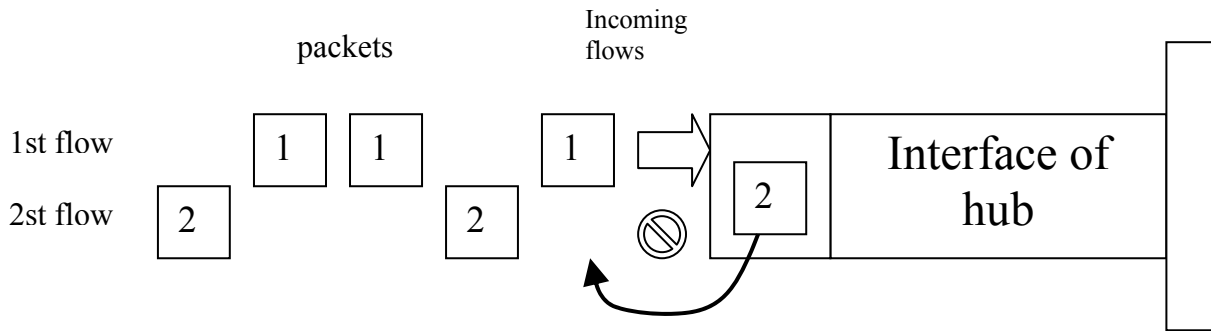 Incoming
flows
packets
1st flow
1 1 1
2st flow
2 2 2
Interface of
hub